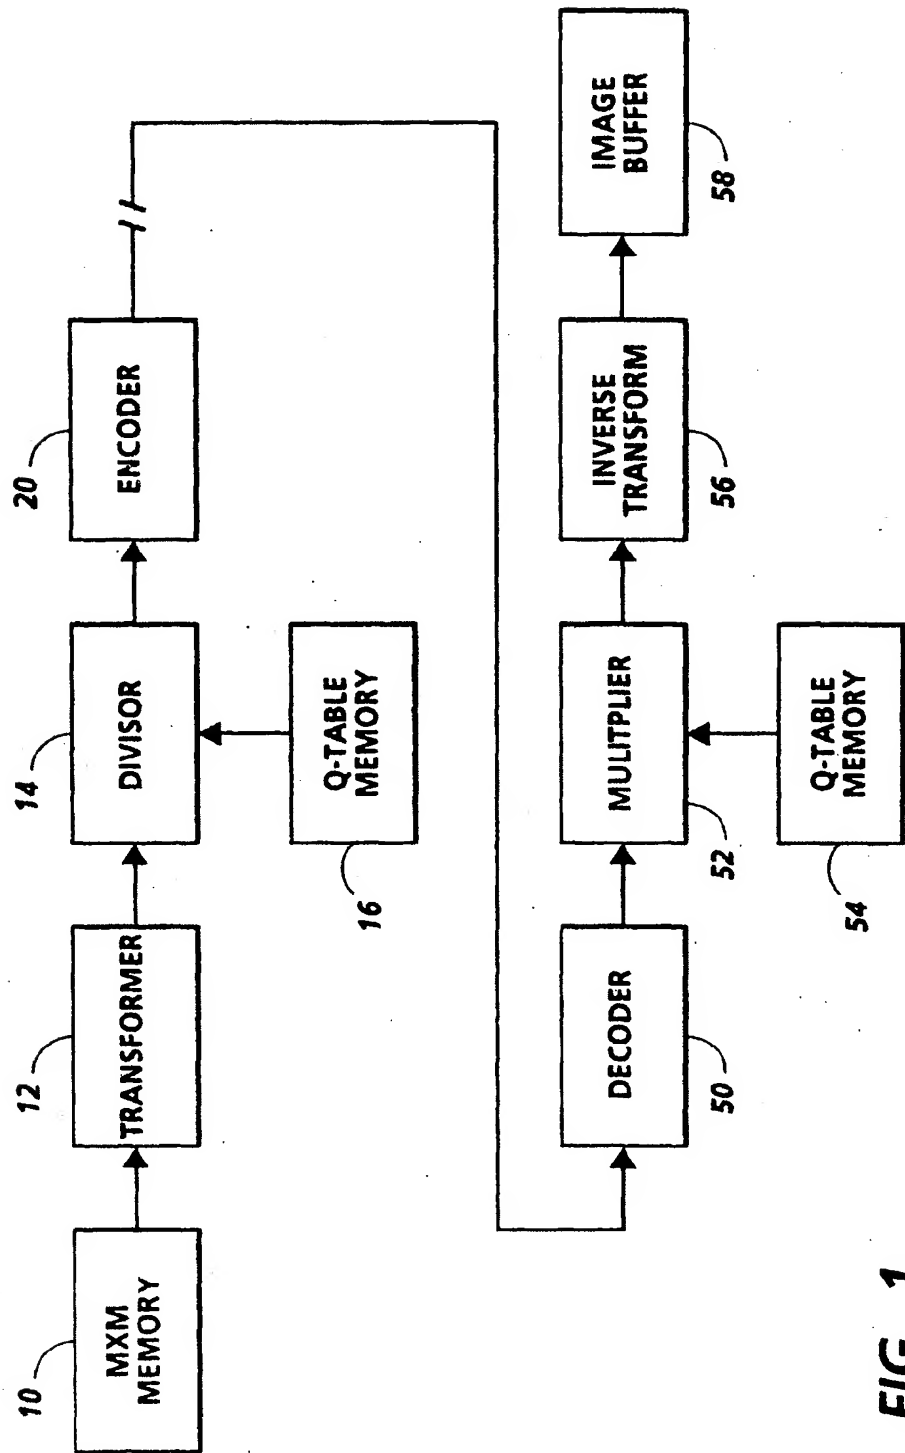 10
MXM
MEMORY
12
TRANSFORMER
14
DIVISOR
16
Q-TABLE
MEMORY
20
ENCODER
DECODER
50
MULITPLIER
52
Q-TABLE
MEMORY
54
INVERSE
TRANSFORM
56
IMAGE
BUFFER
58
FIG. 1